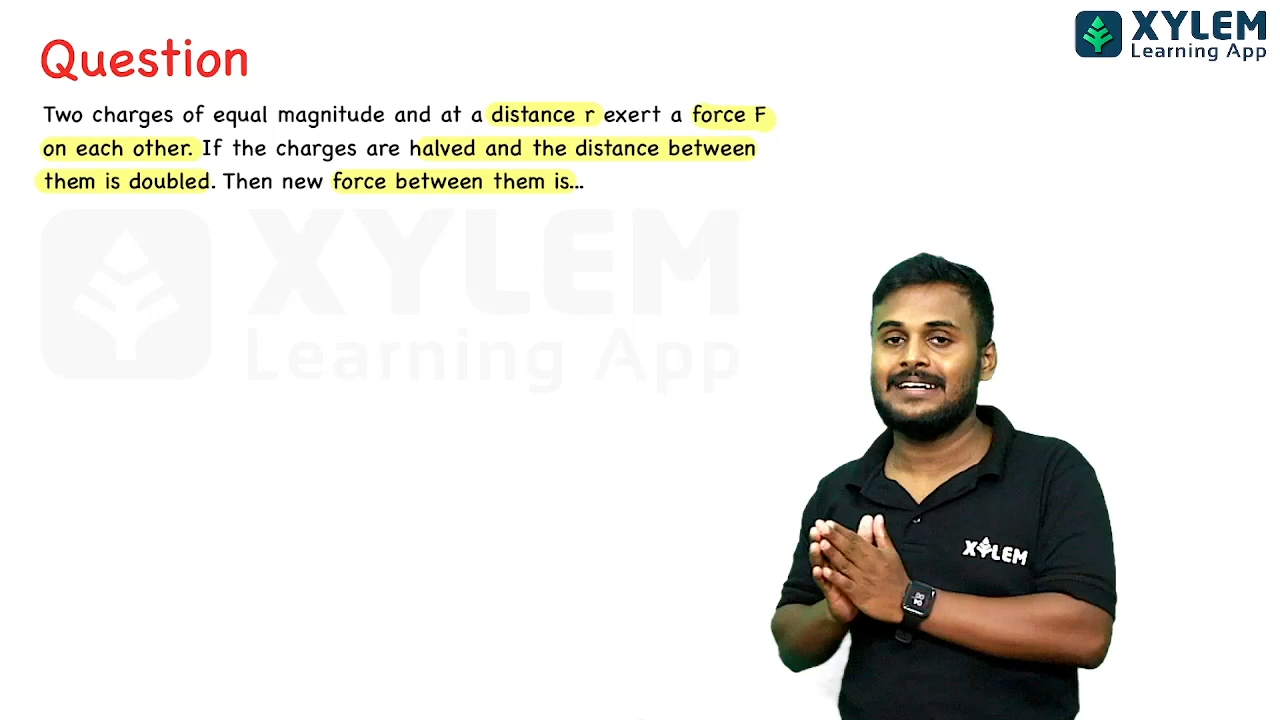 XYLEM
Learning App
Question
Two charges of equal magnitude and at a distance r exert a force F
on each other. If the charges are halved and the distance between
them is doubled. Then new force between them is...
XYLEM
Learning App
XYLEM